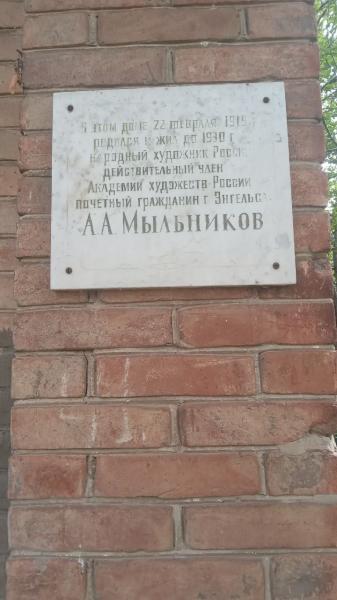 В этом доме 22 февраля 1919 г
родился и жил до 1930 г
народный художник России
действительный член
Академии художеств России
почетный гражданин г Энгельса
А.А Мыльников